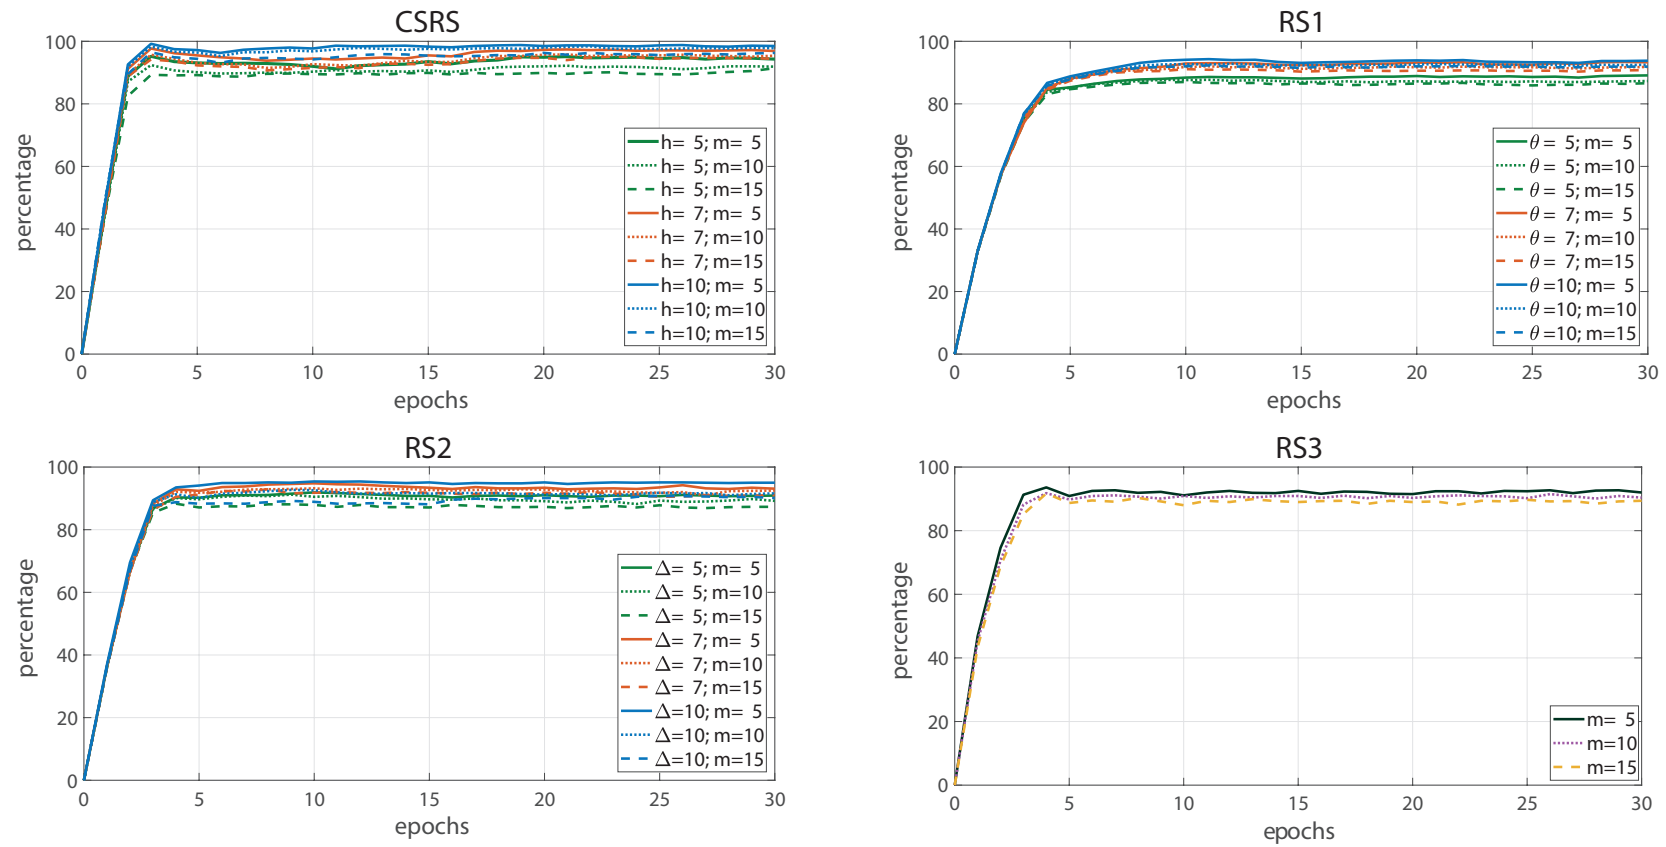 CSRS
percentage
100
80
60
40
20
0
h= 5; m= 5
h= 5; m=10
h= 5; m=15
h= 7; m= 5
h= 7; m=10
h= 7; m=15
h=10; m= 5
h=10; m=10
h=10; m=15
0 5 10 15 20 25 30
epochs
RS1
percentage
100
80
60
40
20
0
θ = 5; m= 5
θ = 5; m=10
θ = 5; m=15
θ = 7; m= 5
θ = 7; m=10
θ = 7; m=15
θ =10; m= 5
θ =10; m=10
θ =10; m=15
0 5 10 15 20 25 30
epochs
RS2
percentage
100
80
60
40
20
0
Δ= 5; m= 5
Δ= 5; m=10
Δ= 5; m=15
Δ= 7; m= 5
Δ= 7; m=10
Δ= 7; m=15
Δ=10; m= 5
Δ=10; m=10
Δ=10; m=15
0 5 10 15 20 25 30
epochs
RS3
percentage
100
80
60
40
20
0
m= 5
m=10
m=15
0 5 10 15 20 25 30
epochs